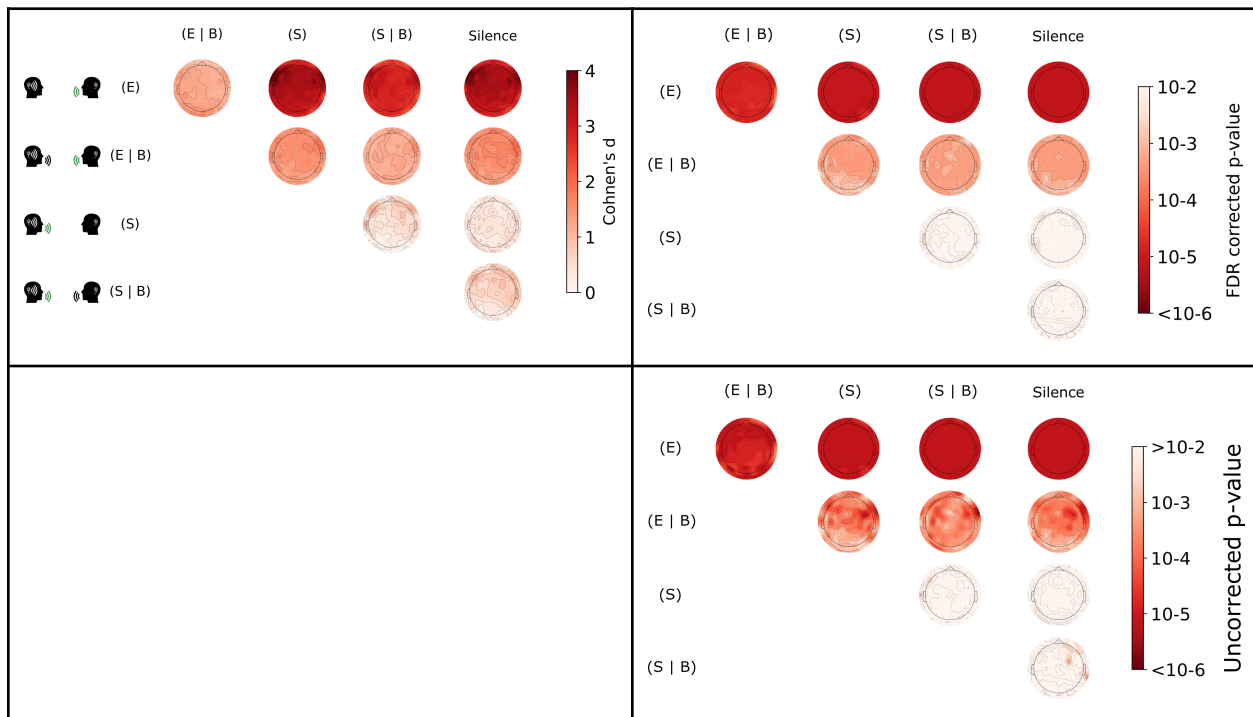 (E | B) (S) (S | B) Silence
(E)
(E | B)
(S)
(S | B)
4
3
2
1
0
Cohnen's d
(E | B) (S) (S | B) Silence
(E)
(E | B)
(S)
(S | B)
10-2
10-3
10-4
10-5
<10-6
FDR corrected p-value
(E | B) (S) (S | B) Silence
(E)
(E | B)
(S)
(S | B)
>10-2
10-3
10-4
10-5
<10-6
Uncorrected p-value